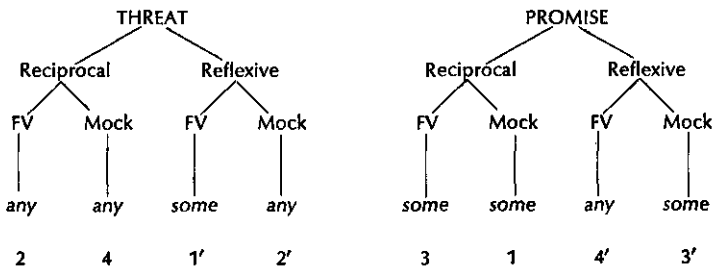 THREAT PROMISE
Reciprocal Reflexive Reciprocal Reflexive
FV Mock FV Mock FV Mock FV Mock
any any some any some some any some
2 4 1′ 2′ 3 1 4′ 3′